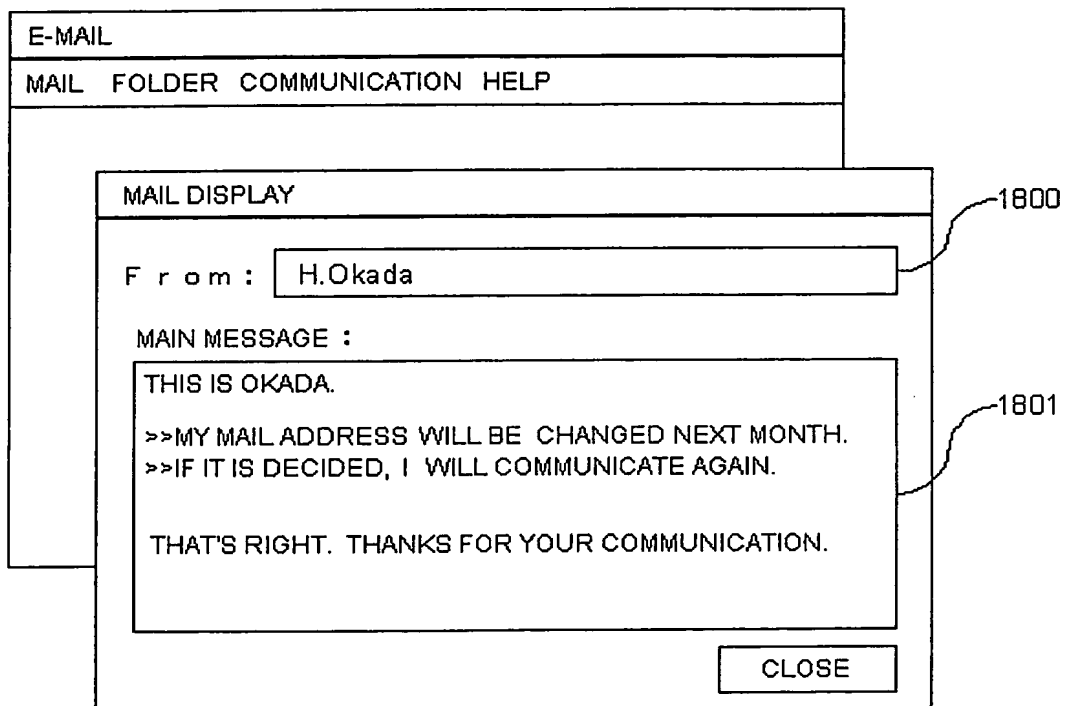 E-MAIL
MAIL FOLDER COMMUNICATION HELP
MAIL DISPLAY
1800
From: H.Okada
MAIN MESSAGE :
THIS IS OKADA.
1801
>>MY MAIL ADDRESS WILL BE CHANGED NEXT MONTH.
>>IF IT IS DECIDED, I WILL COMMUNICATE AGAIN.
THAT'S RIGHT. THANKS FOR YOUR COMMUNICATION.
CLOSE